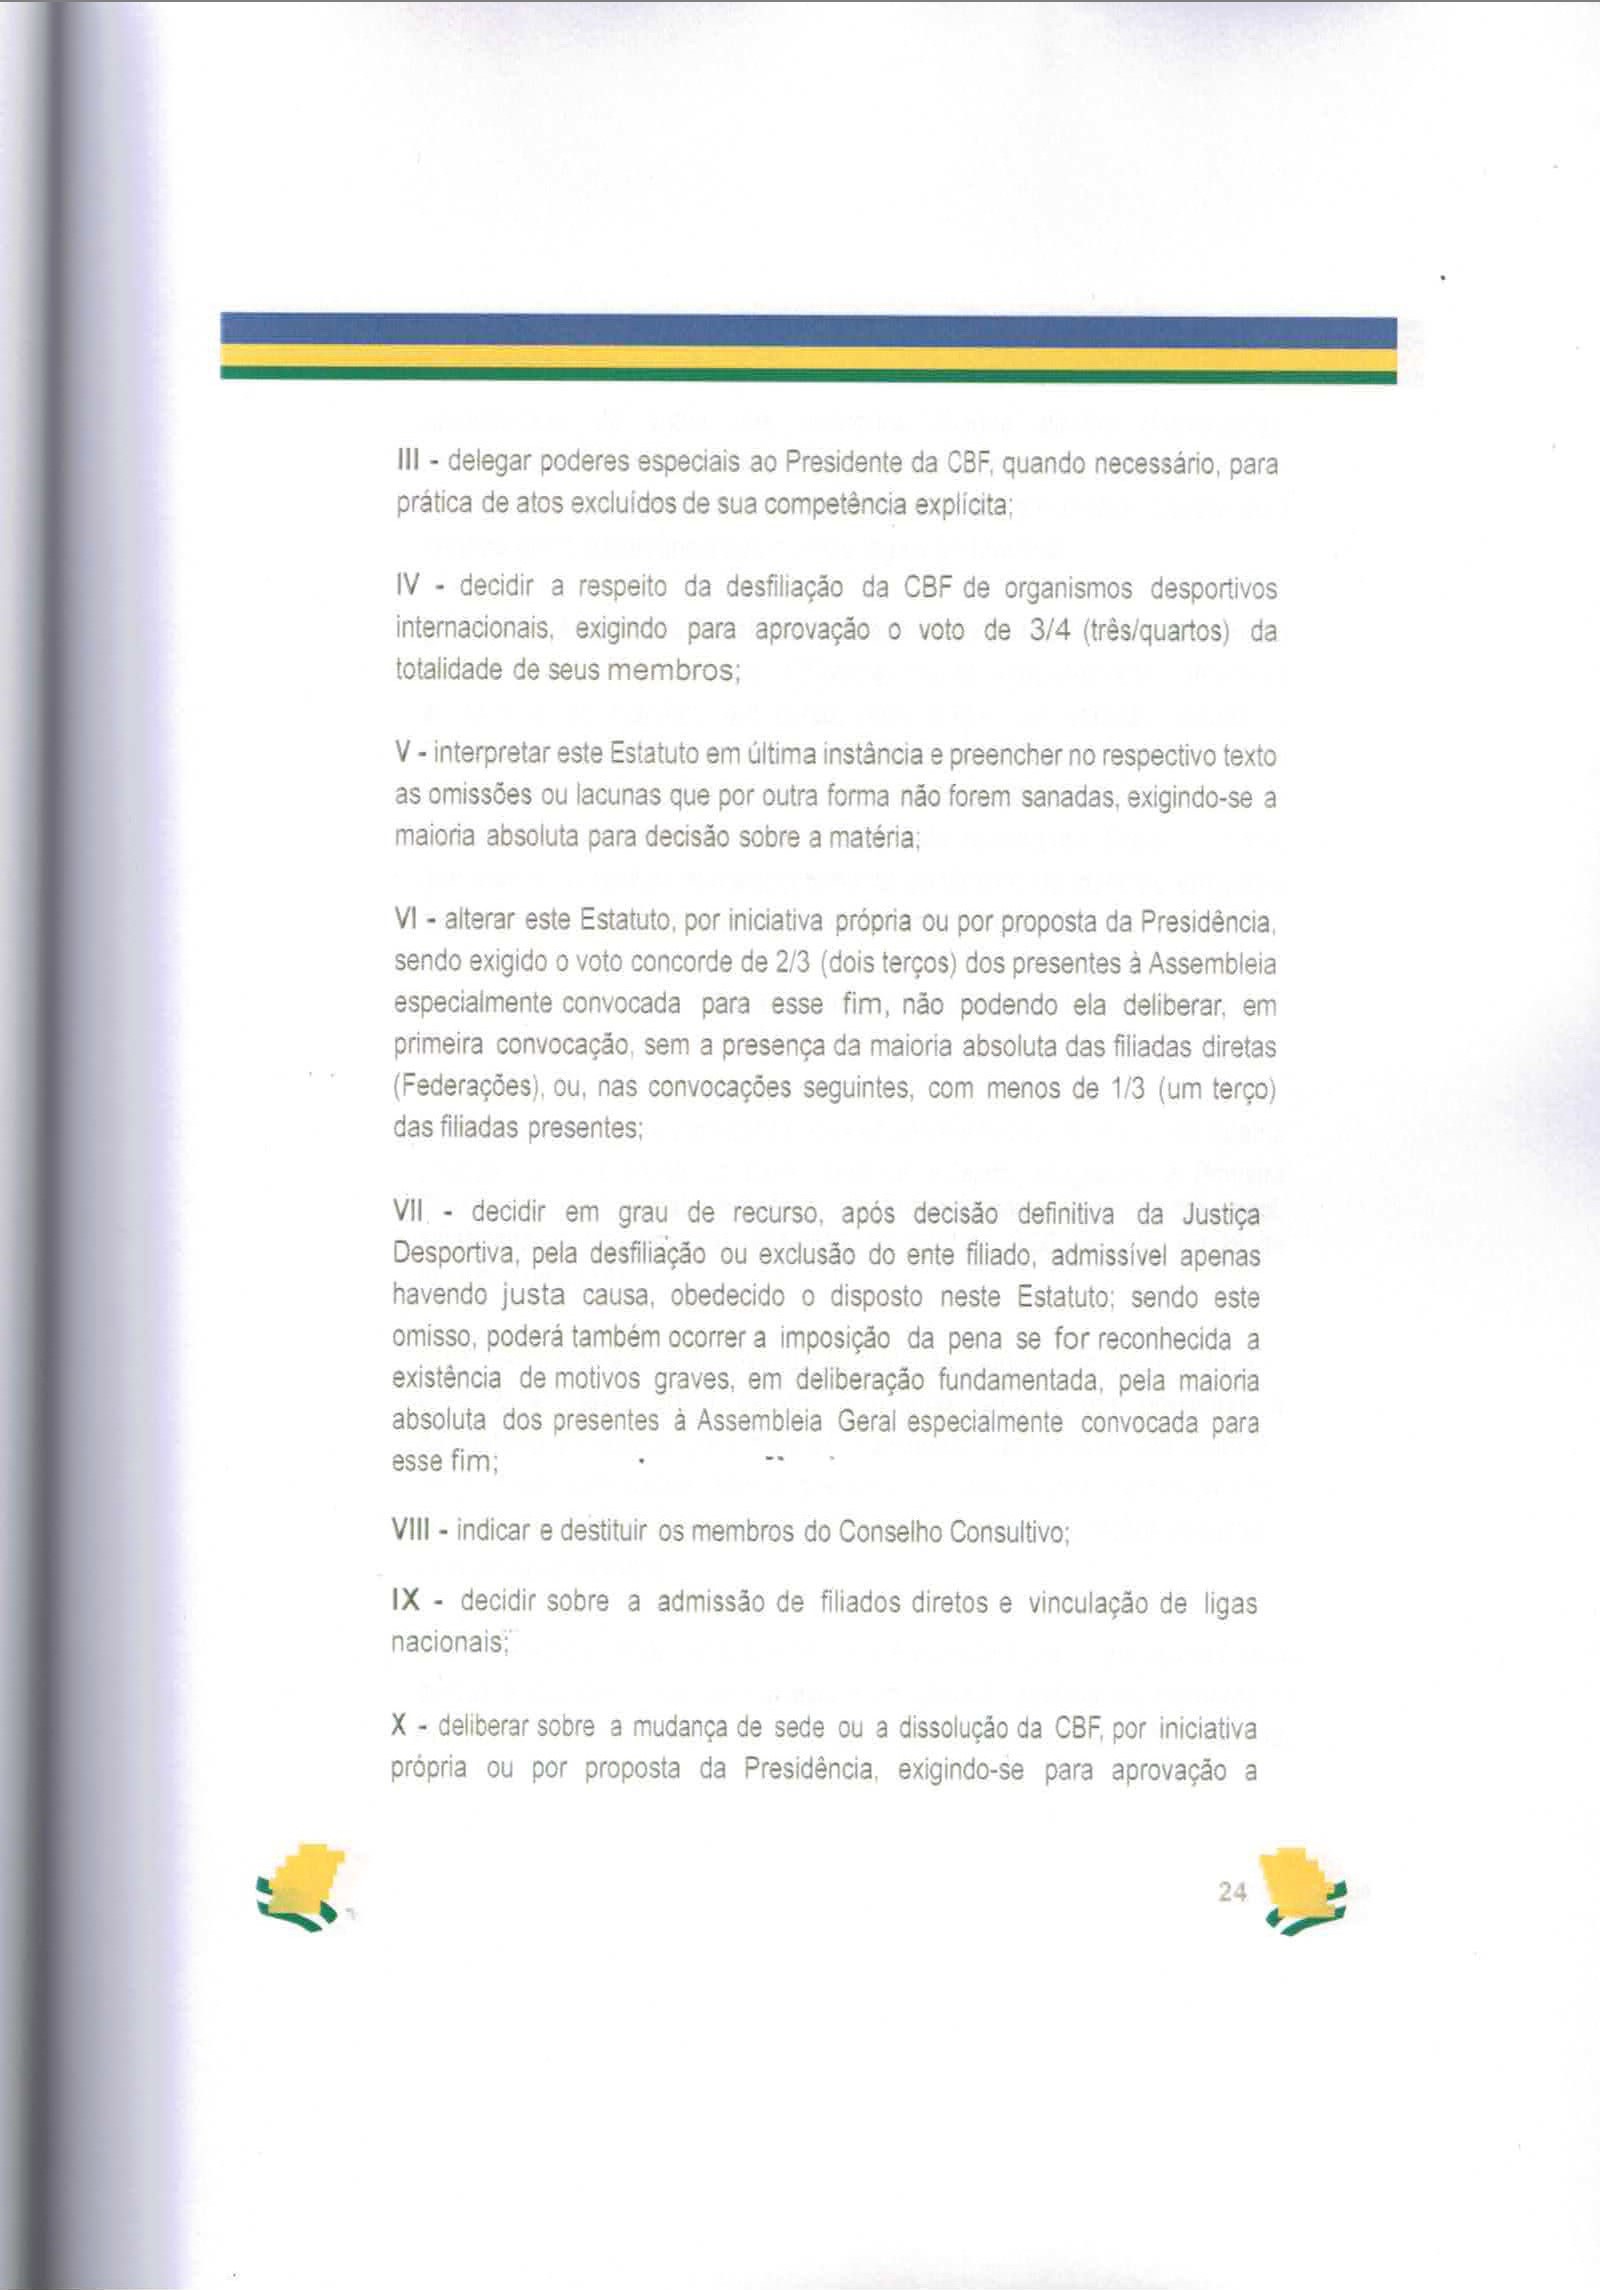 III - delegar poderes especiais ao Presidente da CBF, quando necessário, para
prática de atos excluídos de sua competência explícita;
IV - decidir a respeito da desfiliação da CBF de organismos desportivos
internacionais, exigindo para aprovação o voto de 3/4 (três/quartos) da
totalidade de seus membros;
V - interpretar este Estatuto em última instância e preencher no respectivo texto
as omissões ou lacunas que por outra forma não forem sanadas, exigindo-se a
maioria absoluta para decisão sobre a matéria;
VI - alterar este Estatuto, por iniciativa própria ou por proposta da Presidência,
sendo exigido o voto concorde de 2/3 (dois terços) dos presentes à Assembleia
especialmente convocada para esse fim, não podendo ela deliberar, em
primeira convocação, sem a presença da maioria absoluta das filiadas diretas
(Federações), ou, nas convocações seguintes, com menos de 1/3 (um terço)
das filiadas presentes;
VII - decidir em grau de recurso, após decisão definitiva da Justiça
Desportiva, pela desfiliação ou exclusão do ente filiado, admissível apenas
havendo justa causa, obedecido o disposto neste Estatuto; sendo este
omisso, poderá também ocorrer a imposição da pena se for reconhecida a
existência de motivos graves, em deliberação fundamentada, pela maioria
absoluta dos presentes à Assembleia Geral especialmente convocada para
esse fim;
VIII - indicar e destituir os membros do Conselho Consultivo;
IX - decidir sobre a admissão de filiados diretos e vinculação de ligas
nacionais;
X - deliberar sobre a mudança de sede ou a dissolução da CBF, por iniciativa
própria ou por proposta da Presidência, exigindo-se para aprovação a
24